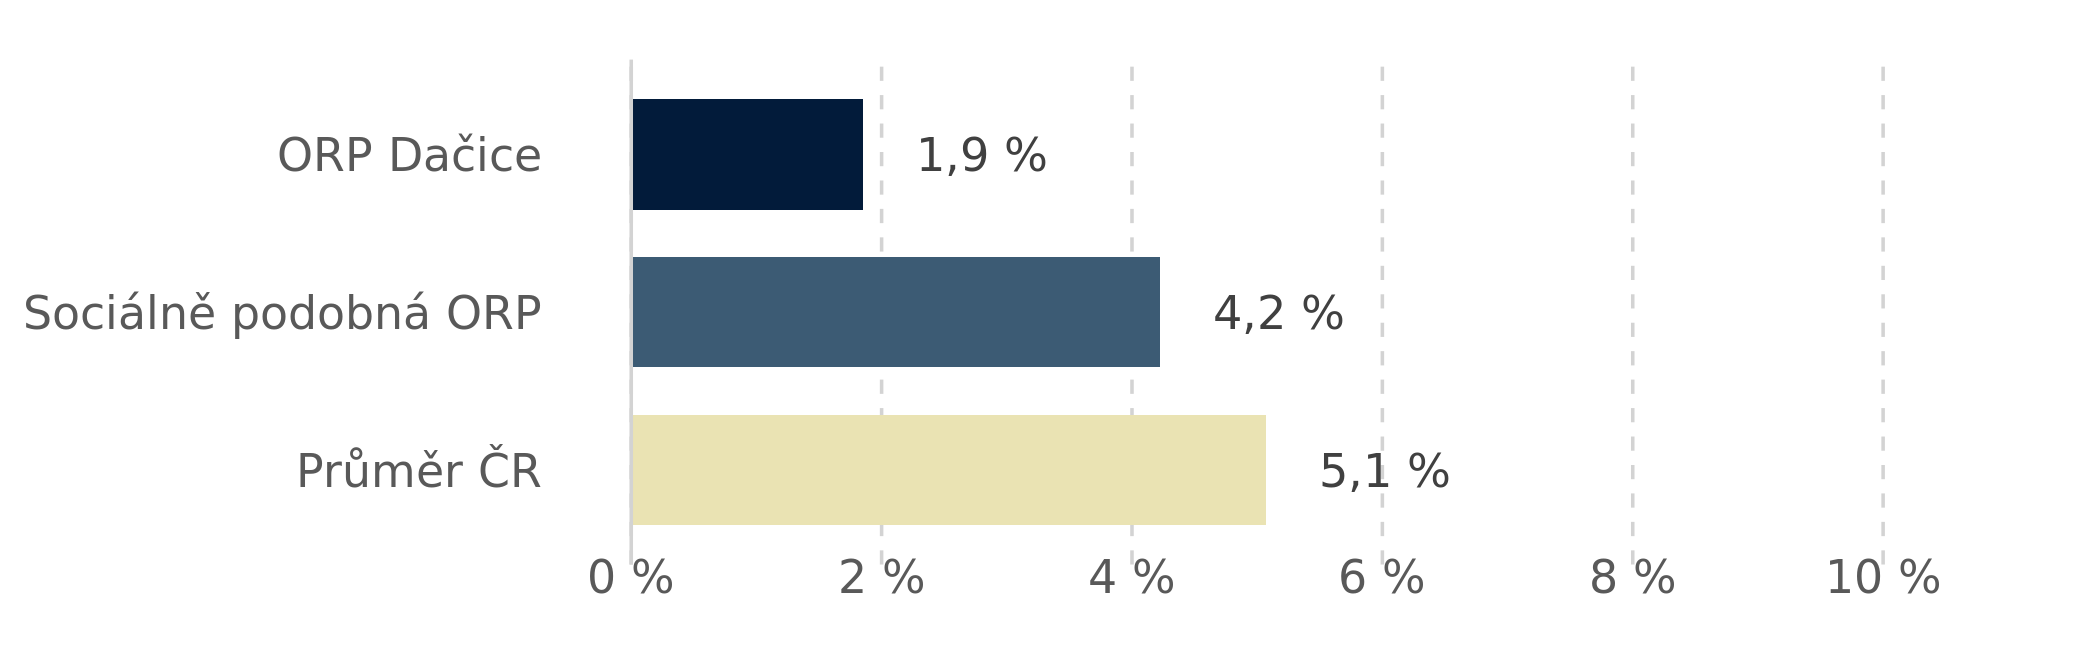 ORP Dačice
1,9 %
Sociálně podobná ORP
4,2 %
Průměr ČR
5,1 %
0 % 2 % 4 % 6 % 8 % 10 %